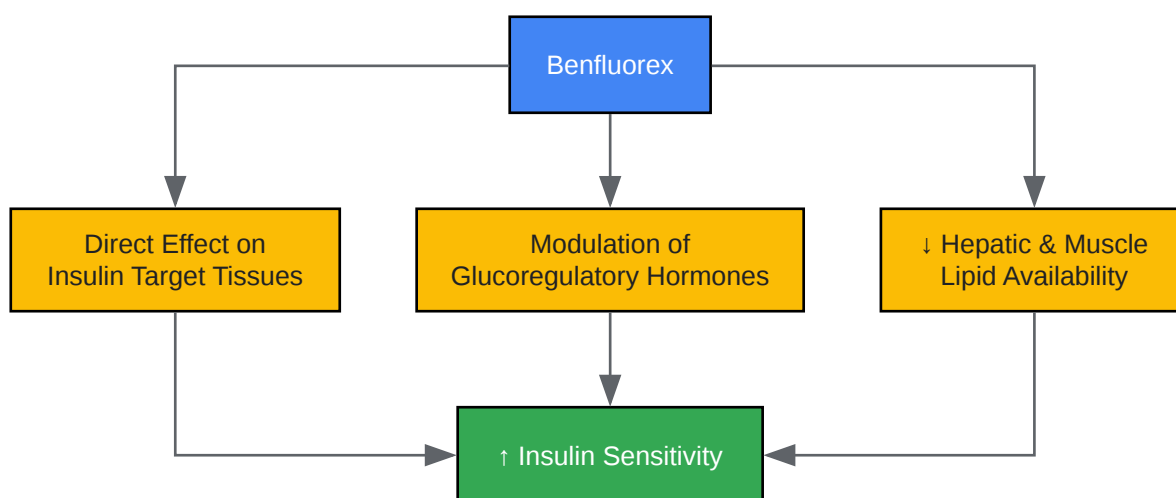 Benfluorex
Direct Effect on
Insulin Target Tissues
Modulation of
Glucoregulatory Hormones
↓ Hepatic & Muscle
Lipid Availability
↑ Insulin Sensitivity